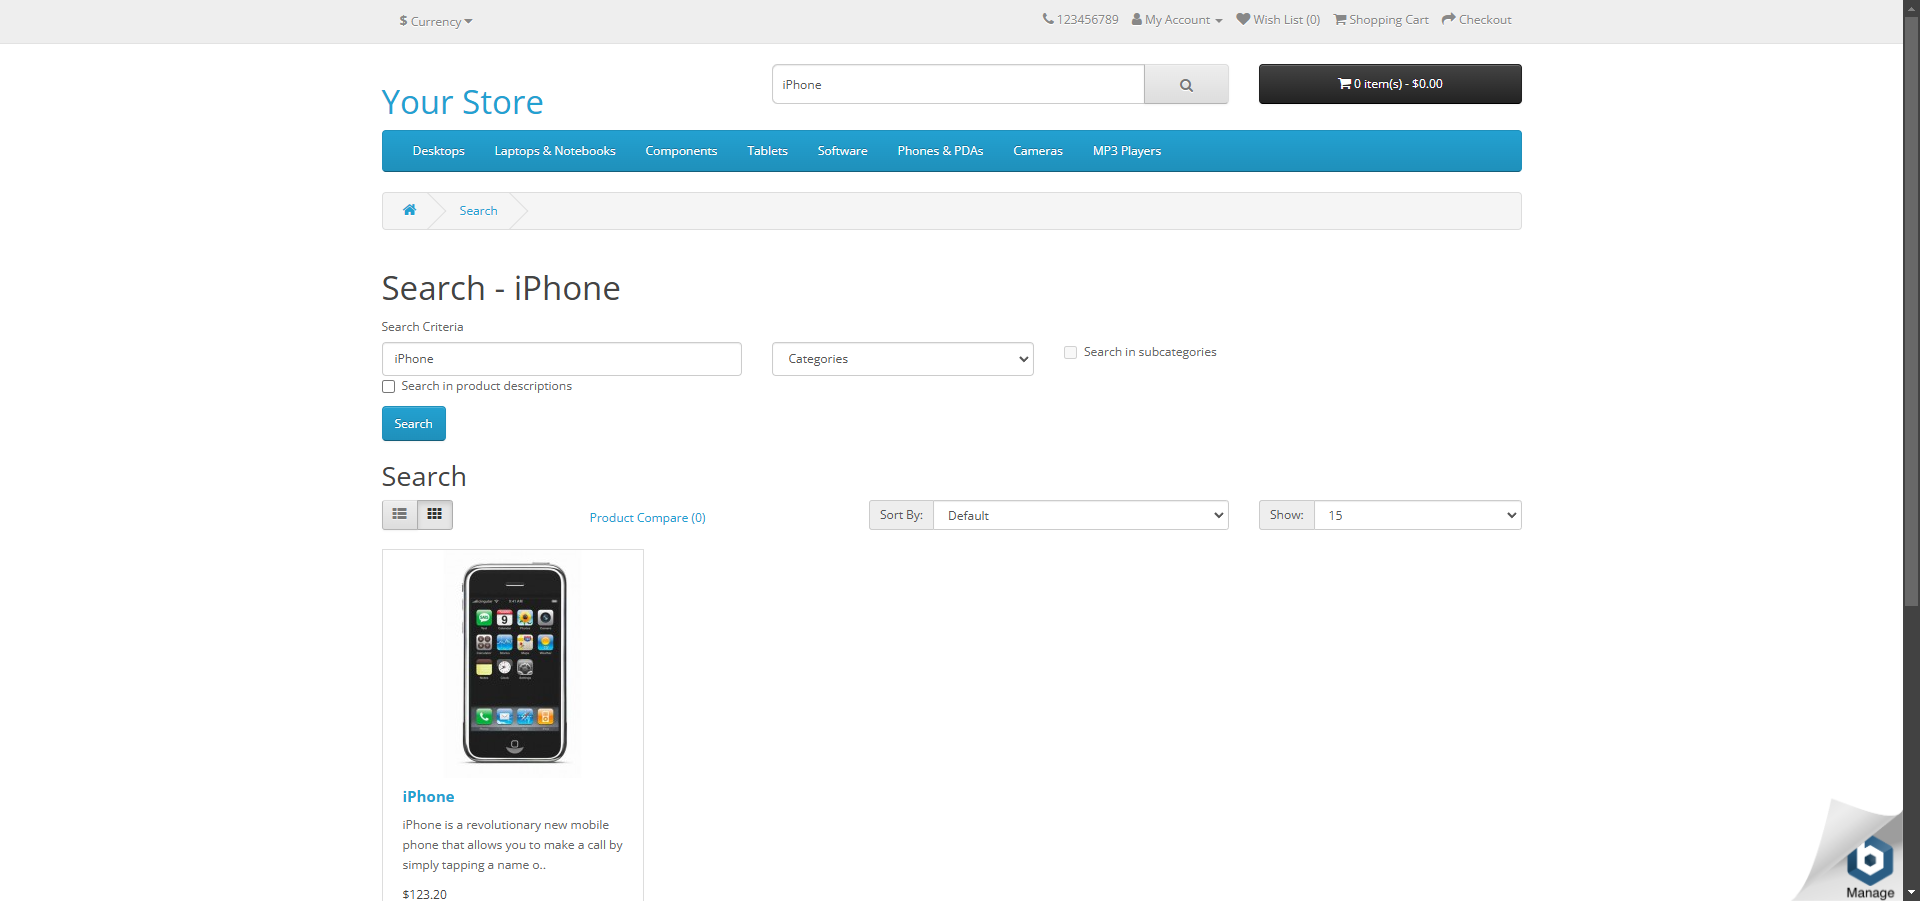 $ Currency
123456789 My Account Wish List (0) Shopping Cart Checkout
Your Store
iPhone
0 item(s) - $0.00
Desktops Laptops & Notebooks Components Tablets Software Phones & PDAs Cameras MP3 Players
Search
Search - iPhone
Search Criteria
iPhone
Categories
Search in subcategories
Search in product descriptions
Search
Search
Product Compare (0)
Sort By: Default
Show: 15
iPhone
iPhone is a revolutionary new mobile
phone that allows you to make a call by
simply tapping a name o..
$123.20
b
Manage